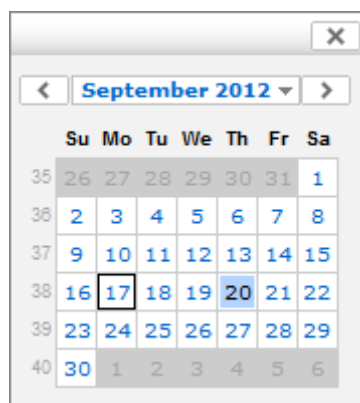 September 2012
Su Mo Tu We Th Fr Sa
35 26 27 28 29 30 31 1
36 2 3 4 5 6 7 8
37 9 10 11 12 13 14 15
38 16 17 18 19 20 21 22
39 23 24 25 26 27 28 29
40 30 1 2 3 4 5 6